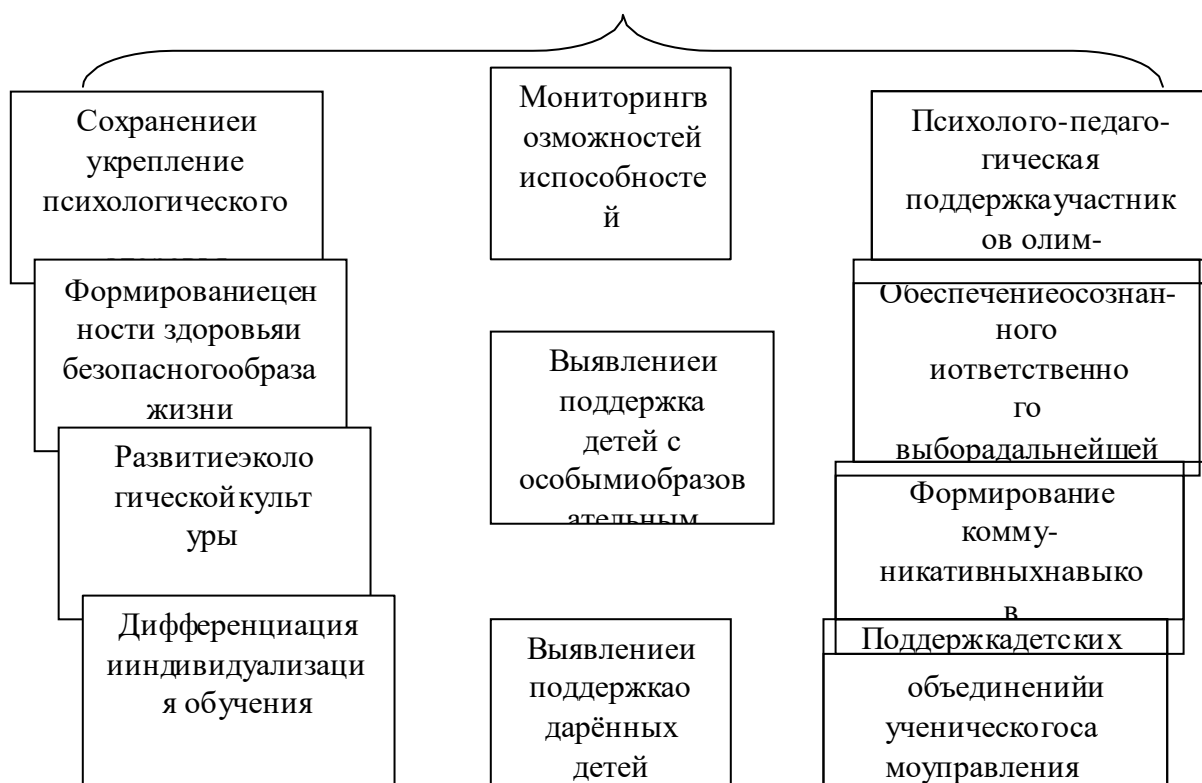 Сохранениеи
укрепление
психологического
Формированиецен
ности здоровьяи
безопасногообраза
жизни
Развитиеэколо
гическойкульт
уры
Дифференциация
ииндивидуализаци
я обучения
Мониторингв
озможностей
испособносте
й
Выявлениеи
поддержка
детей с
особымиобразов
ательным
Выявлениеи
поддержкао
дарённых
детей
Психолого-педаго-
гическая
поддержкаучастник
ов олим-
Обеспечениеосознан-
ного
иответственно
го
выборадальнейшей
Формирование
комму-
никативныхнавыко
в
Поддержкадетских
объединенийи
ученическогоса
моуправления